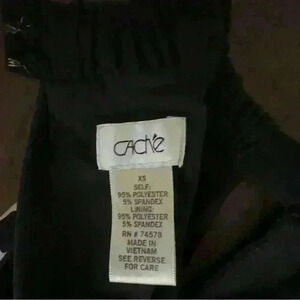 CACHÉ
XS
SELF:
95% POLYESTER
5% SPANDEX
LINING:
95% POLYESTER
5% SPANDEX
RN # 74578
MADE IN
VIETNAM
SEE REVERSE
FOR CARE